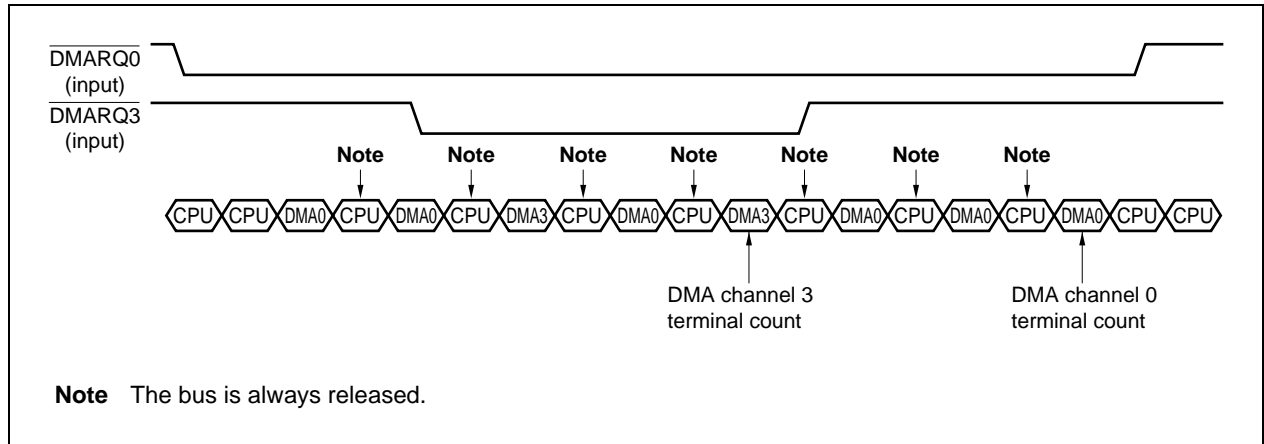 DMARQ0
(input)
DMARQ3
(input)
Note Note Note Note Note Note Note
CPU CPU DMA0 CPU DMA0 CPU DMA3 CPU DMA0 CPU DMA3 CPU DMA0 CPU DMA0 CPU DMA0 CPU CPU
DMA channel 3
terminal count
DMA channel 0
terminal count
Note The bus is always released.